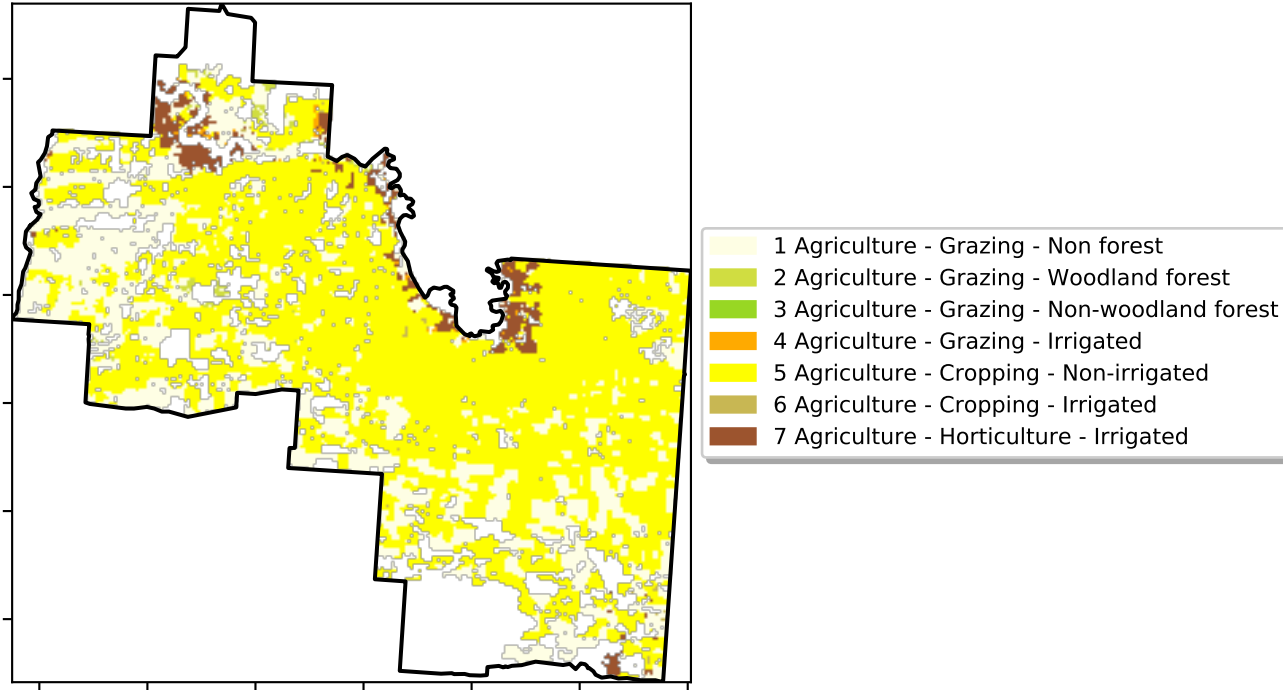 1 Agriculture - Grazing - Non forest
2 Agriculture - Grazing - Woodland forest
3 Agriculture - Grazing - Non-woodland forest
4 Agriculture - Grazing - Irrigated
5 Agriculture - Cropping - Non-irrigated
6 Agriculture - Cropping - Irrigated
7 Agriculture - Horticulture - Irrigated